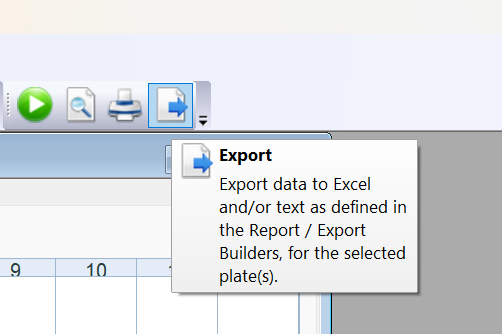 Export
Export data to Excel
and/or text as defined in
the Report / Export
Builders, for the selected
plate(s).
9 10